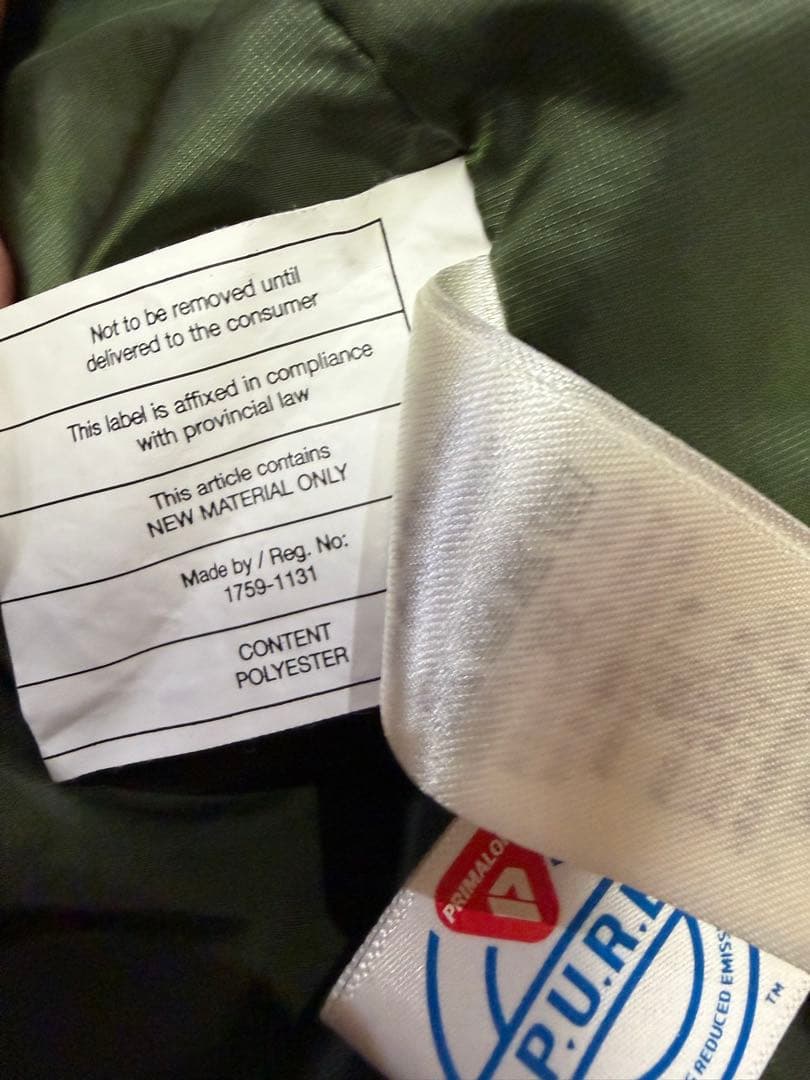 Not to be removed until
delivered to the consumer
This label is affixed in compliance
with provincial law
This article contains
NEW MATERIAL ONLY
Made by / Reg. No:
1759-1131
CONTENT
POLYESTER
PRIMALO
P.U.R.
REDUCED EMISS
TM